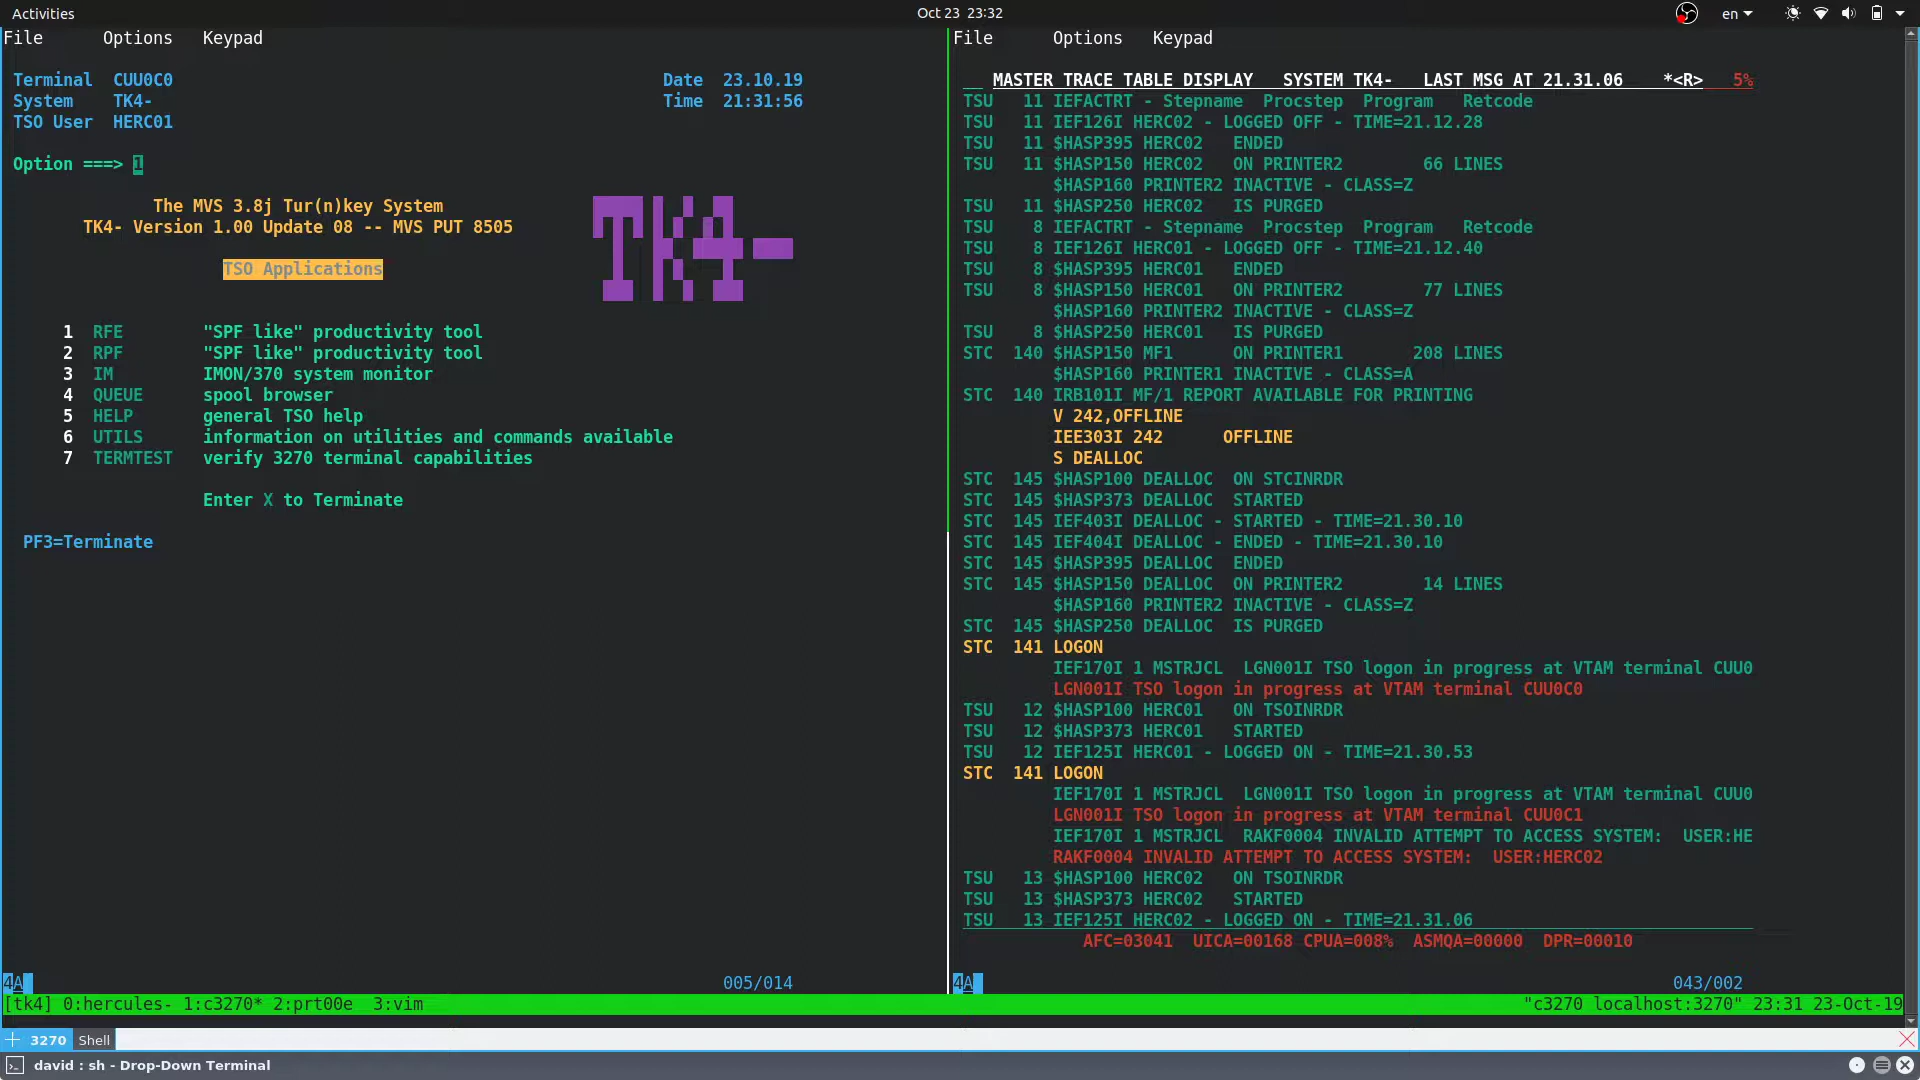 Activities
Oct 23 23:32
en
File Options Keypad
Terminal CUU0C0 Date 23.10.19
System TK4- Time 21:31:56
TSO User HERC01
Option ===> 1
The MVS 3.8j Tur(n)key System
TK4- Version 1.00 Update 08 -- MVS PUT 8505
TK4-
TSO Applications
1 RFE "SPF like" productivity tool
2 RPF "SPF like" productivity tool
3 IM IMON/370 system monitor
4 QUEUE spool browser
5 HELP general TSO help
6 UTILS information on utilities and commands available
7 TERMTEST verify 3270 terminal capabilities
Enter X to Terminate
PF3=Terminate
4A 005/014
File Options Keypad
MASTER TRACE TABLE DISPLAY SYSTEM TK4- LAST MSG AT 21.31.06 *<R> 5%
TSU 11 IEFACTRT - Stepname Procstep Program Retcode
TSU 11 IEF126I HERC02 - LOGGED OFF - TIME=21.12.28
TSU 11 $HASP395 HERC02 ENDED
TSU 11 $HASP150 HERC02 ON PRINTER2 66 LINES
$HASP160 PRINTER2 INACTIVE - CLASS=Z
TSU 11 $HASP250 HERC02 IS PURGED
TSU 8 IEFACTRT - Stepname Procstep Program Retcode
TSU 8 IEF126I HERC01 - LOGGED OFF - TIME=21.12.40
TSU 8 $HASP395 HERC01 ENDED
TSU 8 $HASP150 HERC01 ON PRINTER2 77 LINES
$HASP160 PRINTER2 INACTIVE - CLASS=Z
TSU 8 $HASP250 HERC01 IS PURGED
STC 140 $HASP150 MF1 ON PRINTER1 208 LINES
$HASP160 PRINTER1 INACTIVE - CLASS=A
STC 140 IRB101I MF/1 REPORT AVAILABLE FOR PRINTING
V 242,OFFLINE
IEE303I 242 OFFLINE
S DEALLOC
STC 145 $HASP100 DEALLOC ON STCINRDR
STC 145 $HASP373 DEALLOC STARTED
STC 145 IEF403I DEALLOC - STARTED - TIME=21.30.10
STC 145 IEF404I DEALLOC - ENDED - TIME=21.30.10
STC 145 $HASP395 DEALLOC ENDED
STC 145 $HASP150 DEALLOC ON PRINTER2 14 LINES
$HASP160 PRINTER2 INACTIVE - CLASS=Z
STC 145 $HASP250 DEALLOC IS PURGED
STC 141 LOGON
IEF170I 1 MSTRJCL LGN001I TSO logon in progress at VTAM terminal CUU0
LGN001I TSO logon in progress at VTAM terminal CUU0C0
TSU 12 $HASP100 HERC01 ON TSOINRDR
TSU 12 $HASP373 HERC01 STARTED
TSU 12 IEF125I HERC01 - LOGGED ON - TIME=21.30.53
STC 141 LOGON
IEF170I 1 MSTRJCL LGN001I TSO logon in progress at VTAM terminal CUU0
LGN001I TSO logon in progress at VTAM terminal CUU0C1
IEF170I 1 MSTRJCL RAKF0004 INVALID ATTEMPT TO ACCESS SYSTEM: USER:HE
RAKF0004 INVALID ATTEMPT TO ACCESS SYSTEM: USER:HERC02
TSU 13 $HASP100 HERC02 ON TSOINRDR
TSU 13 $HASP373 HERC02 STARTED
TSU 13 IEF125I HERC02 - LOGGED ON - TIME=21.31.06
AFC=03041 UICA=00168 CPUA=008% ASMQA=00000 DPR=00010
4A 043/002
[tk4] 0:hercules- 1:c3270* 2:prt00e 3:vim "c3270 localhost:3270" 23:31 23-Oct-19
3270 Shell
david : sh - Drop-Down Terminal